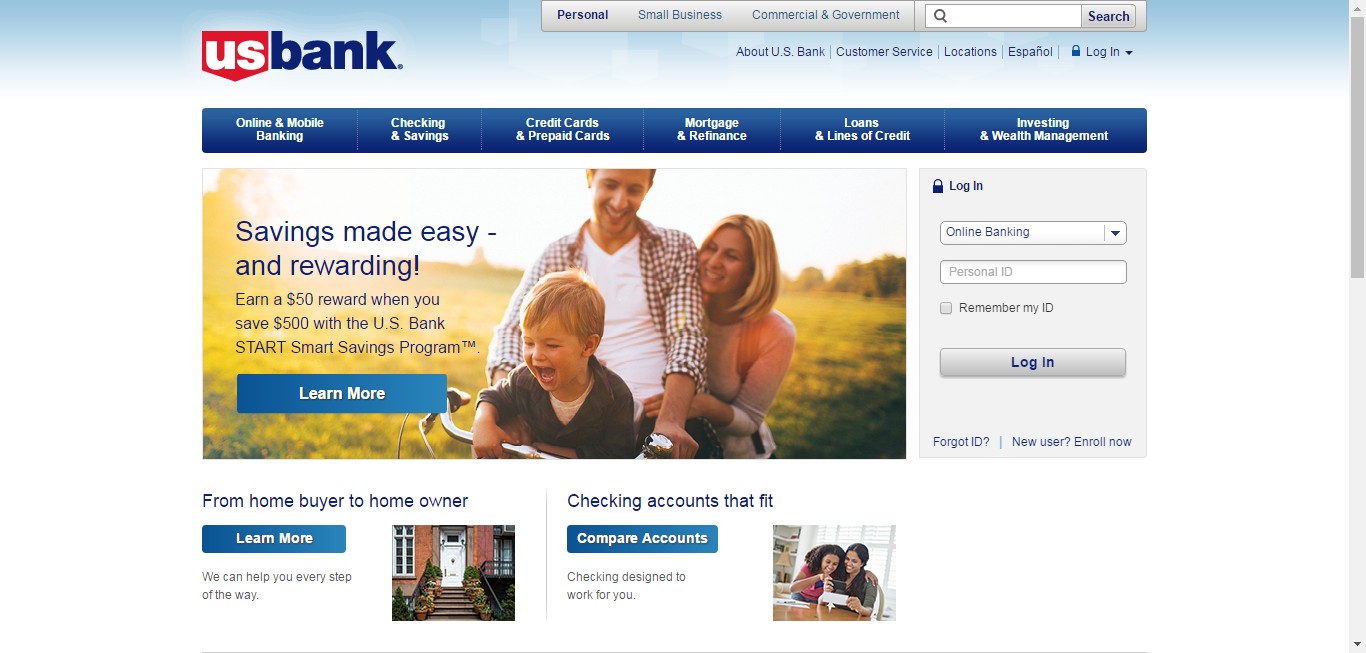 Personal
Small Business
Commercial & Government
Search
usbank.
About U.S. Bank
Customer Service
Locations
Español
Log In
Online & Mobile
Banking
Checking
& Savings
Credit Cards
& Prepaid Cards
Mortgage
& Refinance
Loans
& Lines of Credit
Investing
& Wealth Management
Savings made easy -
and rewarding!
Earn a $50 reward when you
save $500 with the U.S. Bank
START Smart Savings Program™.
Learn More
Log In
Online Banking
Personal ID
Remember my ID
Log In
Forgot ID?
New user? Enroll now
From home buyer to home owner
Learn More
We can help you every step
of the way.
Checking accounts that fit
Compare Accounts
Checking designed to
work for you.